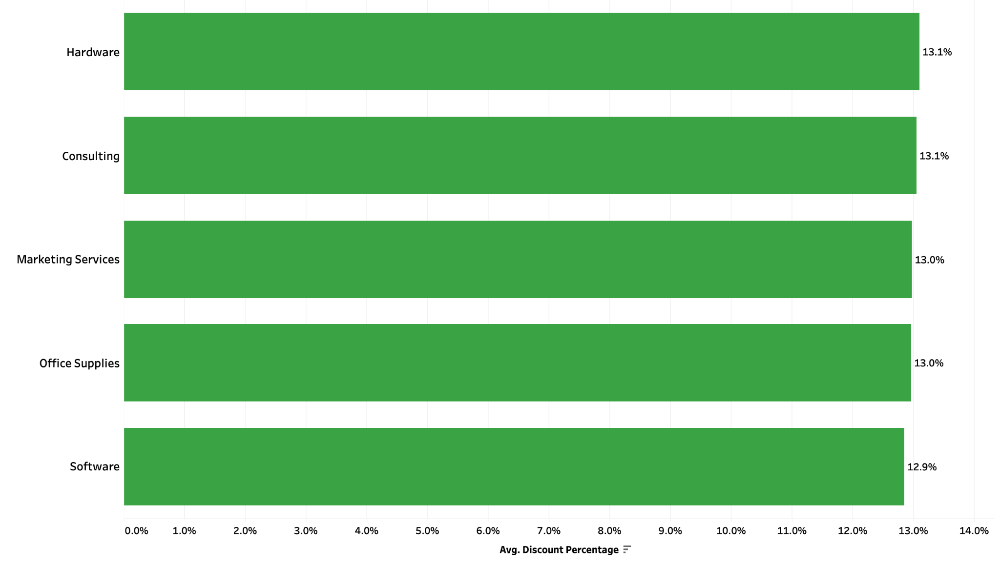 Hardware 13.1%
Consulting 13.1%
Marketing Services 13.0%
Office Supplies 13.0%
Software 12.9%
0.0% 1.0% 2.0% 3.0% 4.0% 5.0% 6.0% 7.0% 8.0% 9.0% 10.0% 11.0% 12.0% 13.0% 14.0%
Avg. Discount Percentage